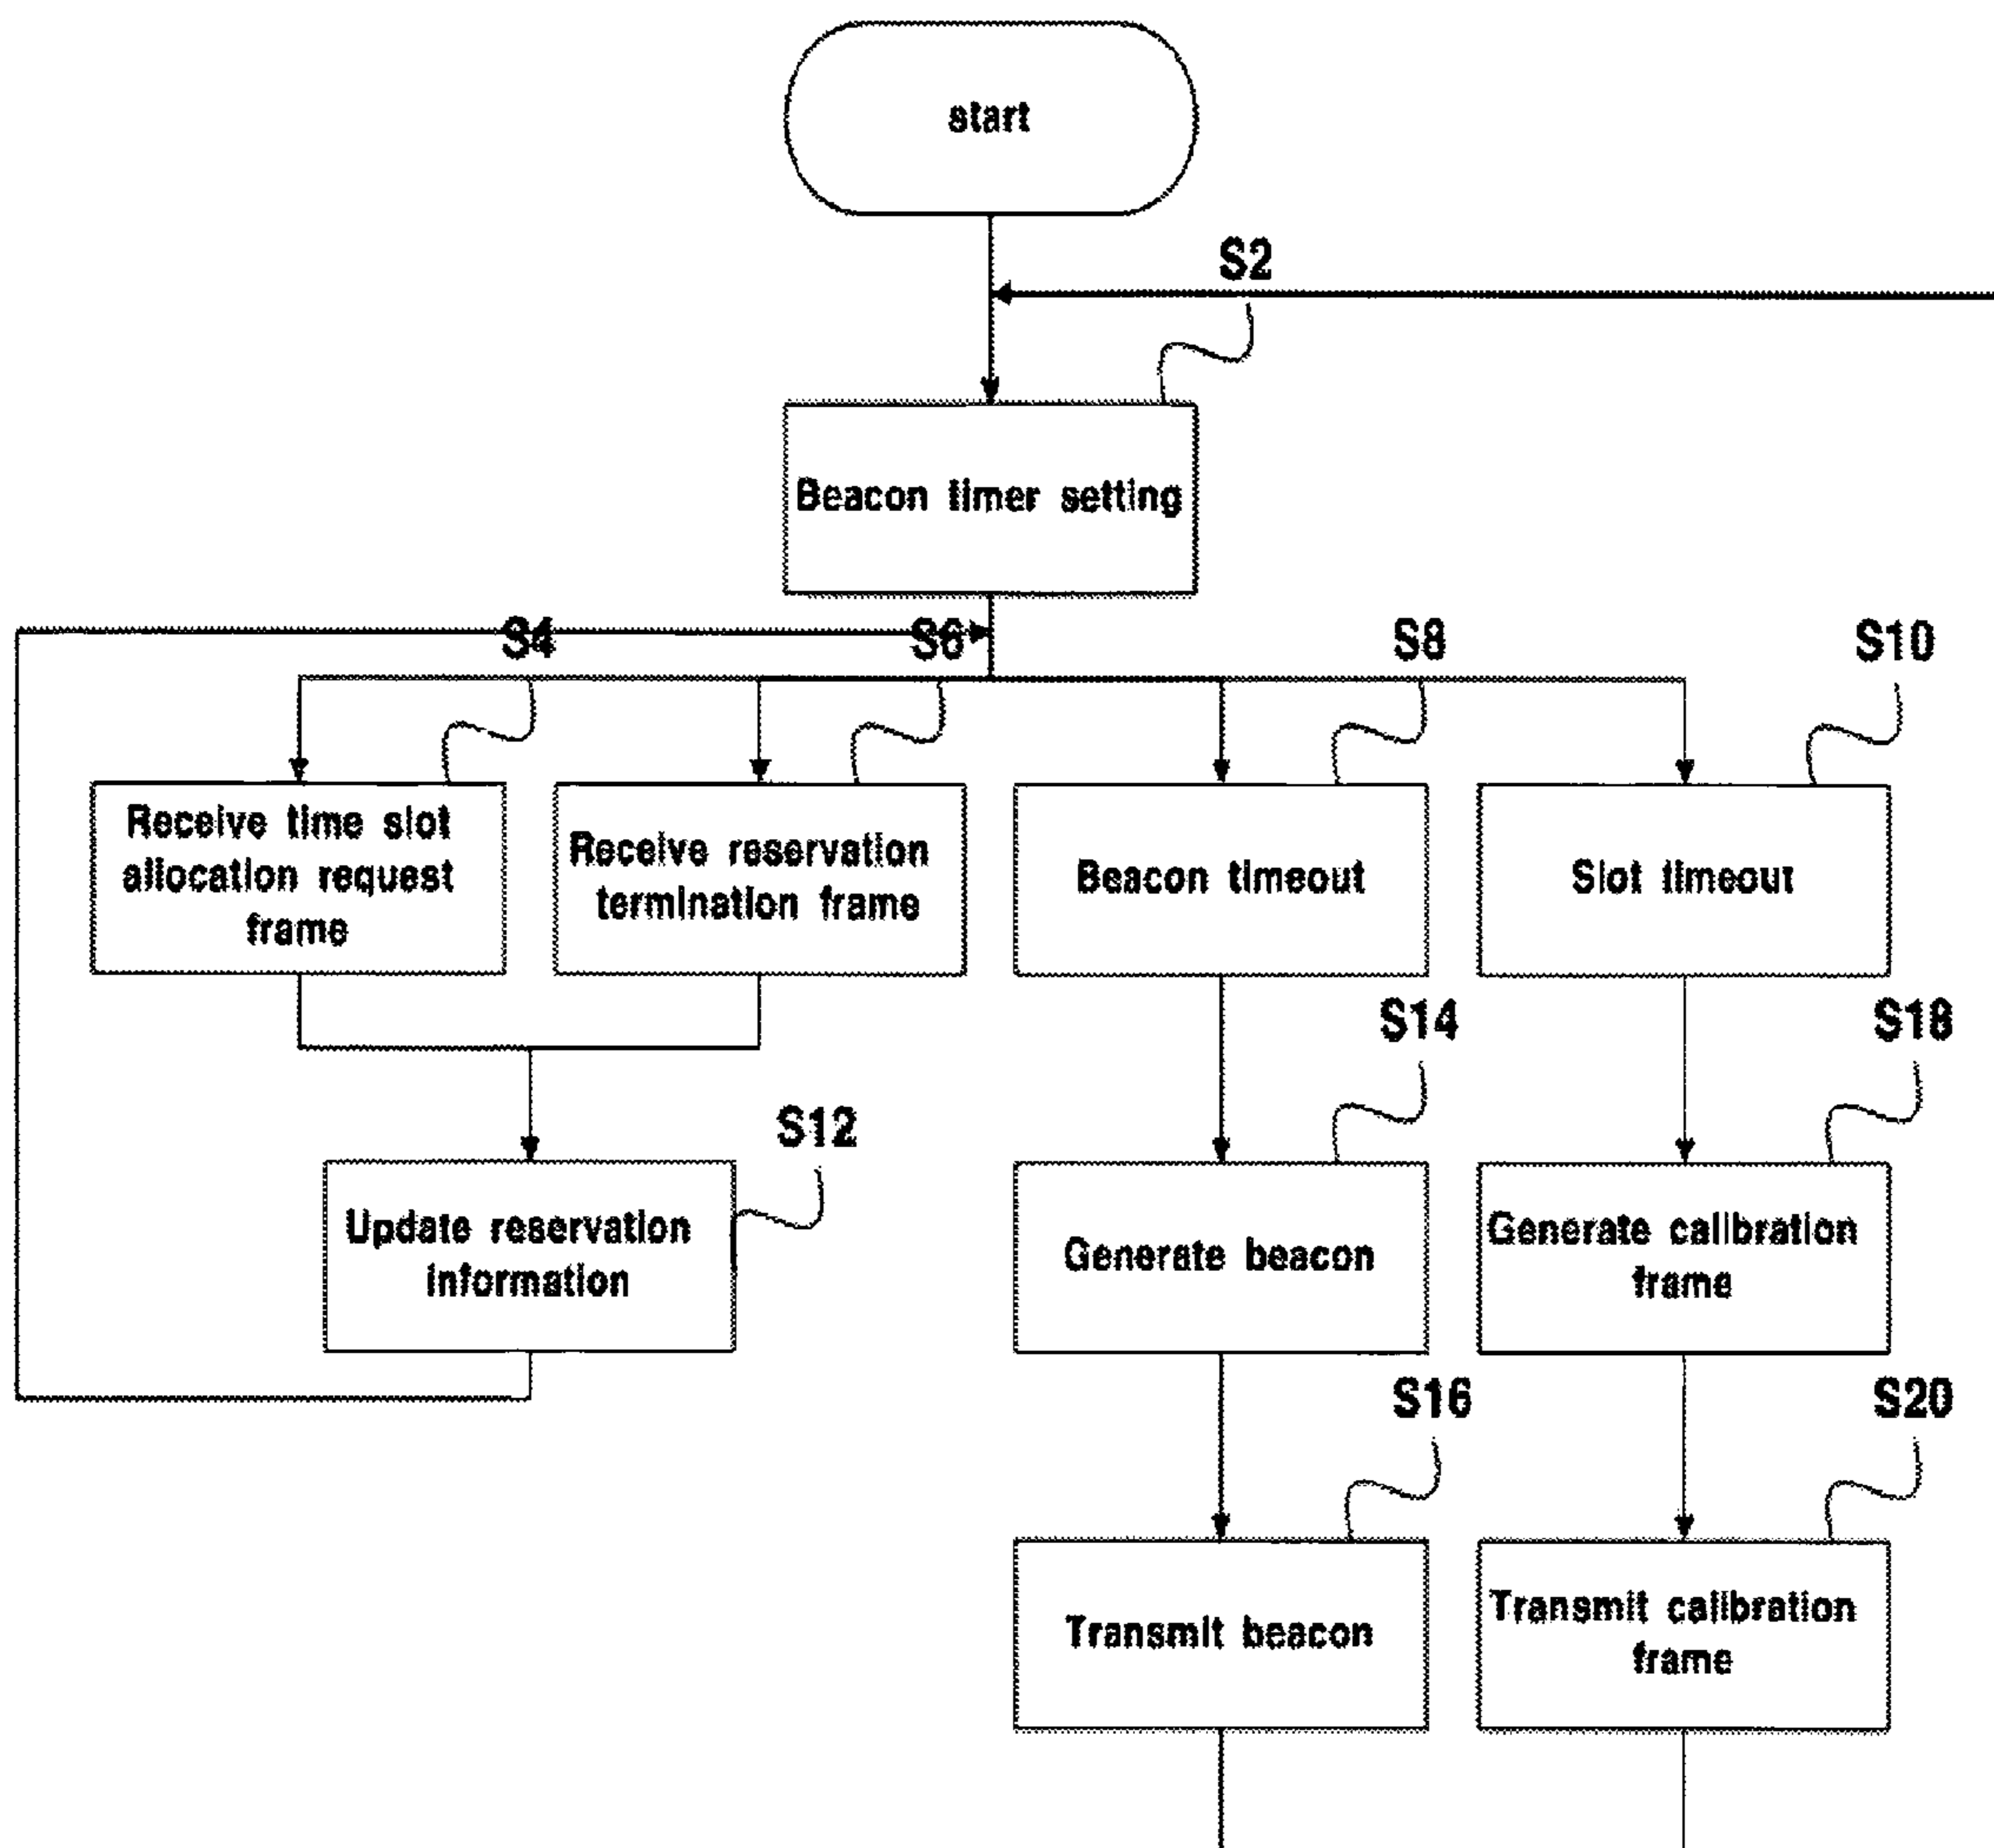 start
S2
Beacon timer setting
S4
S6
S8
S10
Receive time slot
allocation request
frame
Receive reservation
termination frame
Beacon timeout
Slot timeout
S14
S18
S12
Update reservation
information
Generate beacon
Generate calibration
frame
S16
S20
Transmit beacon
Transmit calibration
frame